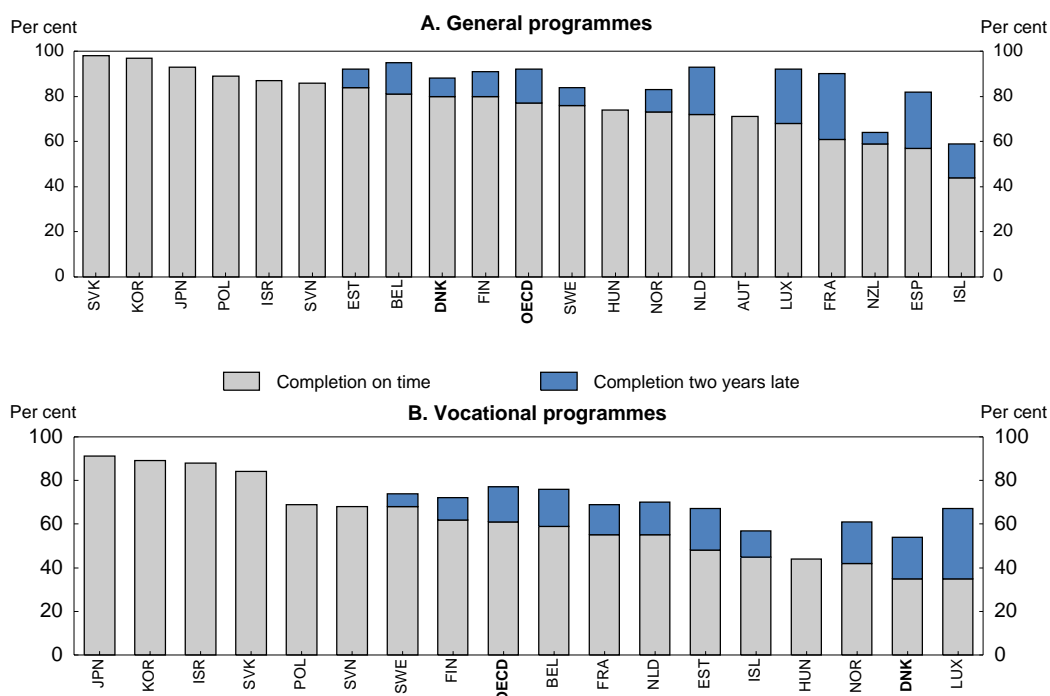 A. General programmes
Per cent Per cent
100 100
80 80
60 60
40 40
20 20
0 0
SVK KOR JPN POL ISR SVN EST BEL DNK FIN OECD SWE HUN NOR NLD AUT LUX FRA NZL ESP ISL
Completion on time Completion two years late
B. Vocational programmes
Per cent Per cent
100 100
80 80
60 60
40 40
20 20
0 0
JPN KOR ISR SVK POL SVN SWE FIN OECD BEL FRA NLD EST ISL HUN NOR DNK LUX